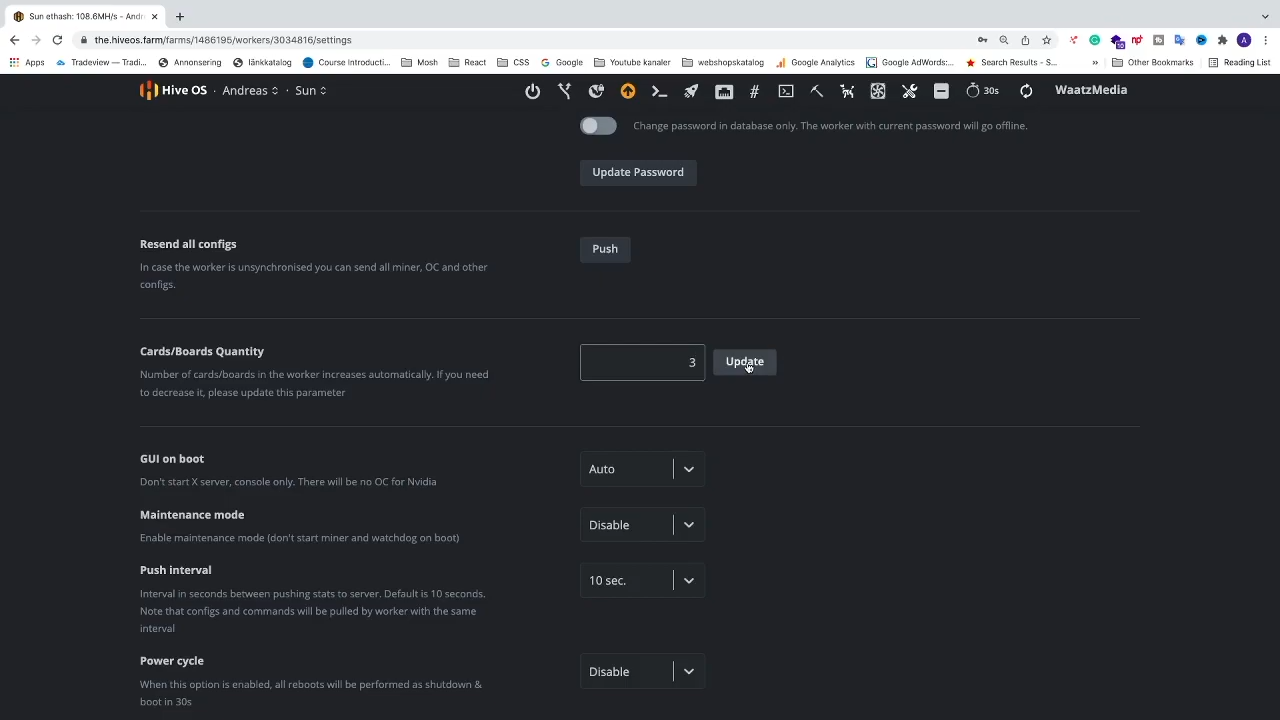 Sun ethash: 108.6MH/s - Andr
the.hiveos.farm/farms/1486195/workers/3034816/settings
Apps
Tradeview – Tradi...
Annonsering
länkkatalog
Course Introducti...
Mosh
React
CSS
Google
Youtube kanaler
webshopskatalog
Google Analytics
Google AdWords:...
Search Results - S...
Other Bookmarks
Reading List
Hive OS
Andreas
Sun
30s
WaatzMedia
Change password in database only. The worker with current password will go offline.
Update Password
Resend all configs
Push
In case the worker is unsynchronised you can send all miner, OC and other
configs.
Cards/Boards Quantity
3
Update
Number of cards/boards in the worker increases automatically. If you need
to decrease it, please update this parameter
GUI on boot
Auto
Don't start X server, console only. There will be no OC for Nvidia
Maintenance mode
Disable
Enable maintenance mode (don't start miner and watchdog on boot)
Push interval
10 sec.
Interval in seconds between pushing stats to server. Default is 10 seconds.
Note that configs and commands will be pulled by worker with the same
interval
Power cycle
Disable
When this option is enabled, all reboots will be performed as shutdown &
boot in 30s